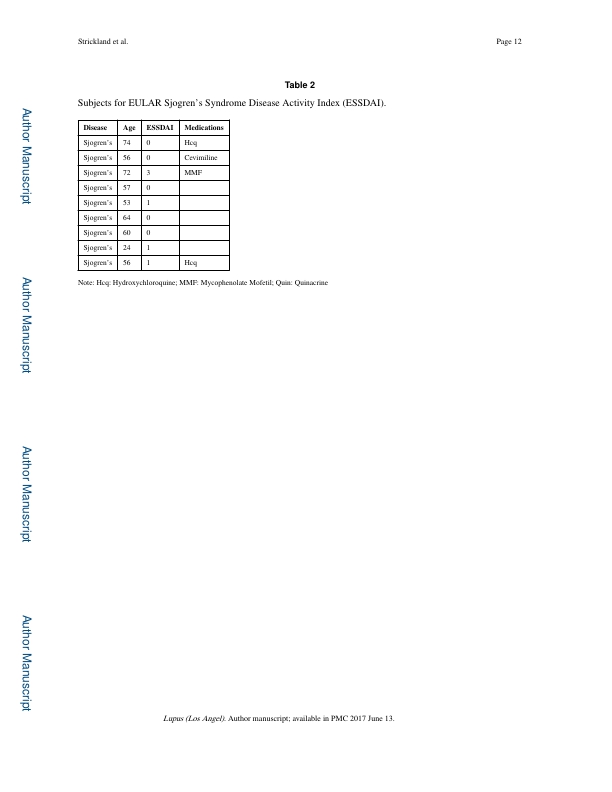 Strickland et al. Page 12
Table 2
Subjects for EULAR Sjogren's Syndrome Disease Activity Index (ESSDAI).
Disease Age ESSDAI Medications
Sjogren's 74 0 Hcq
Sjogren's 56 0 Cevimiline
Sjogren's 72 3 MMF
Sjogren's 57 0
Sjogren's 53 1
Sjogren's 64 0
Sjogren's 60 0
Sjogren's 24 1
Sjogren's 56 1 Hcq
Note: Hcq: Hydroxychloroquine; MMF: Mycophenolate Mofetil; Quin: Quinacrine
Author Manuscript
Author Manuscript
Author Manuscript
Author Manuscript
Lupus (Los Angel). Author manuscript; available in PMC 2017 June 13.